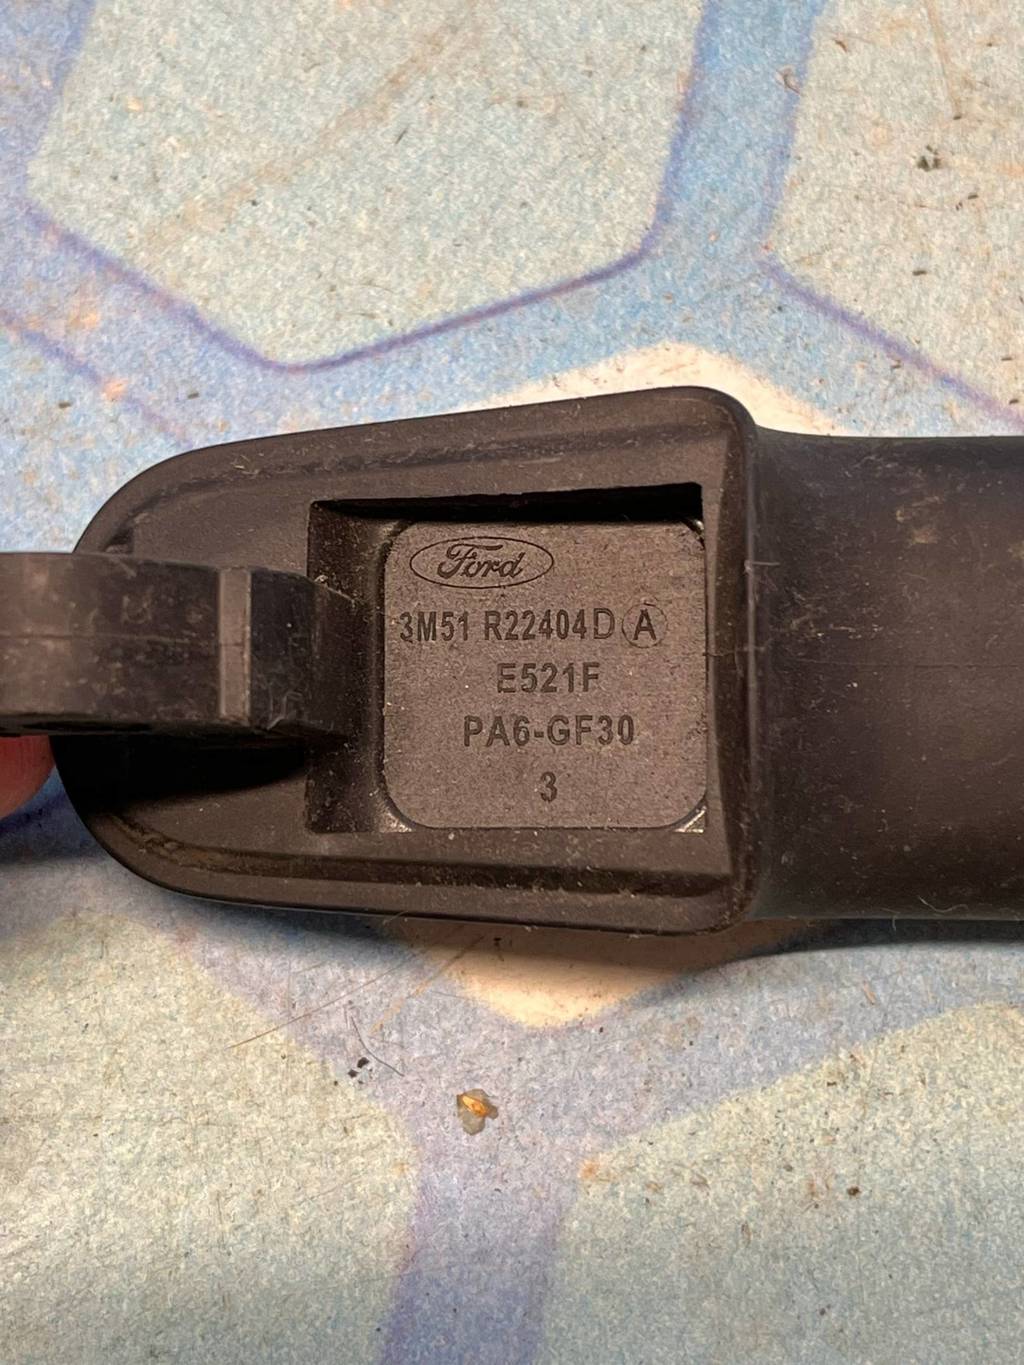 Ford
3M51 R22404D A
E521F
PA6-GF30
3